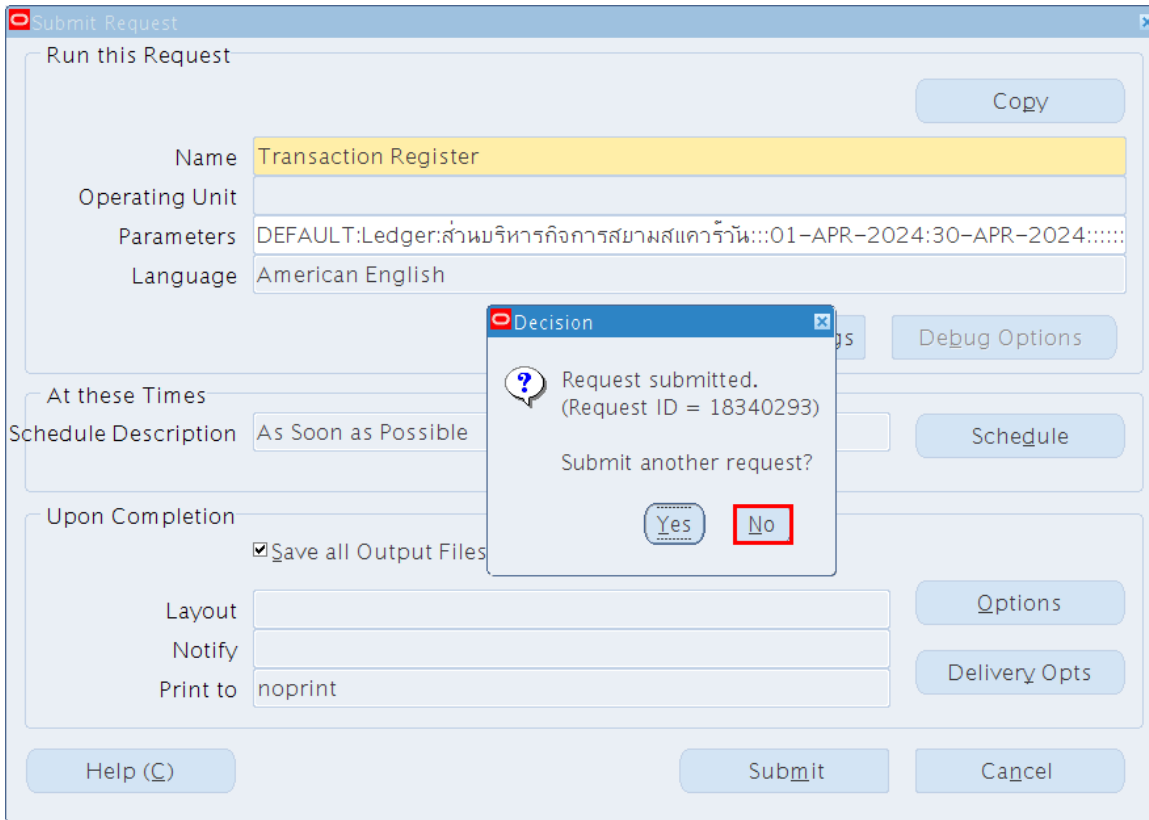 Submit Request
Run this Request
Copy
Name Transaction Register
Operating Unit
Parameters DEFAULT:Ledger:ส่วนบริหารกิจการสยามสแควร์วัน:::01-APR-2024:30-APR-2024::::::
Language American English
Debug Options
Decision
Request submitted.
(Request ID = 18340293)
Submit another request?
Yes No
At these Times
Schedule Description As Soon as Possible
Schedule
Upon Completion
Save all Output Files
Layout
Options
Notify
Delivery Opts
Print to noprint
Help (C) Submit Cancel